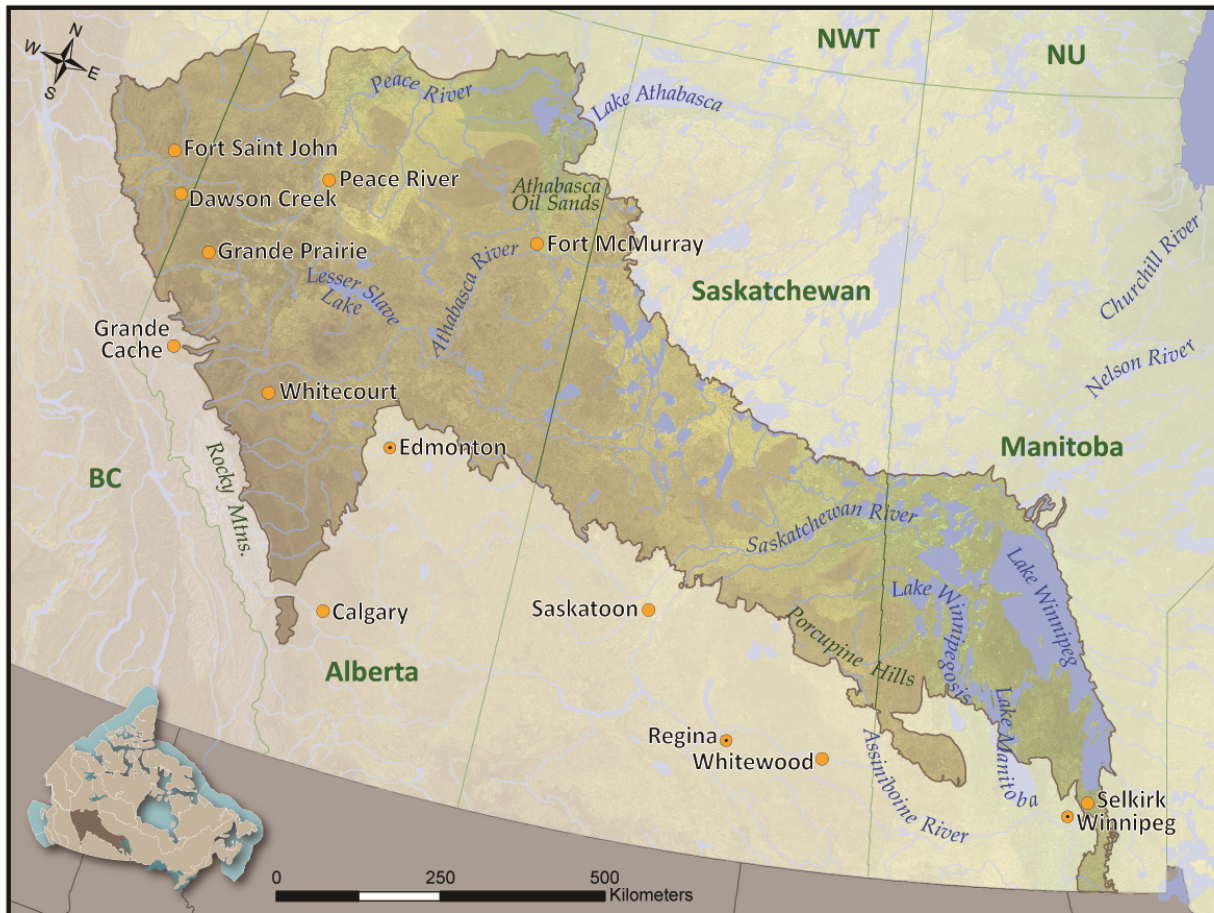 N
W
E
S
NWT
NU
Peace River
Lake Athabasca
Fort Saint John
Peace River
Dawson Creek
Athabasca
Oil Sands
Grande Prairie
Fort McMurray
Athabasca River
Lesser Slave
Lake
Saskatchewan
Churchill River
Nelson River
Grande
Cache
Whitecourt
Edmonton
Manitoba
BC
Rocky Mtns.
Saskatchewan River
Lake Winnipeg
Lake Winnipegosis
Calgary
Saskatoon
Porcupine Hills
Alberta
Lake Manitoba
Regina
Whitewood
Assiniboine River
Selkirk
Winnipeg
0
250
500
Kilometers